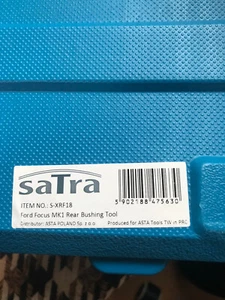 saTra
ITEM NO.: S-XRF18
Ford Focus MK1 Rear Bushing Tool
Distributor: ASTA POLAND Sp. z o.o.
Produced for ASTA Tools TW in PRC
5 902188 475630